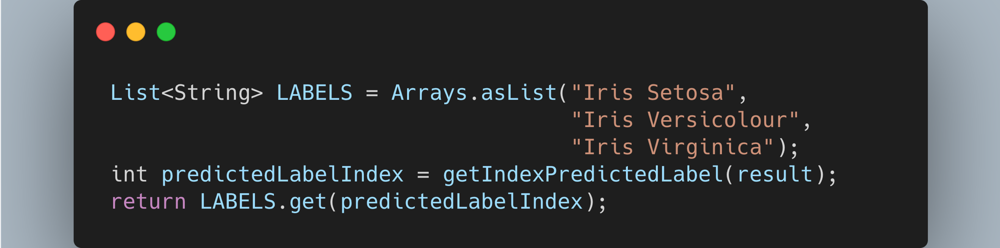 List<String> LABELS = Arrays.asList("Iris Setosa",
"Iris Versicolour",
"Iris Virginica");
int predictedLabelIndex = getIndexPredictedLabel(result);
return LABELS.get(predictedLabelIndex);